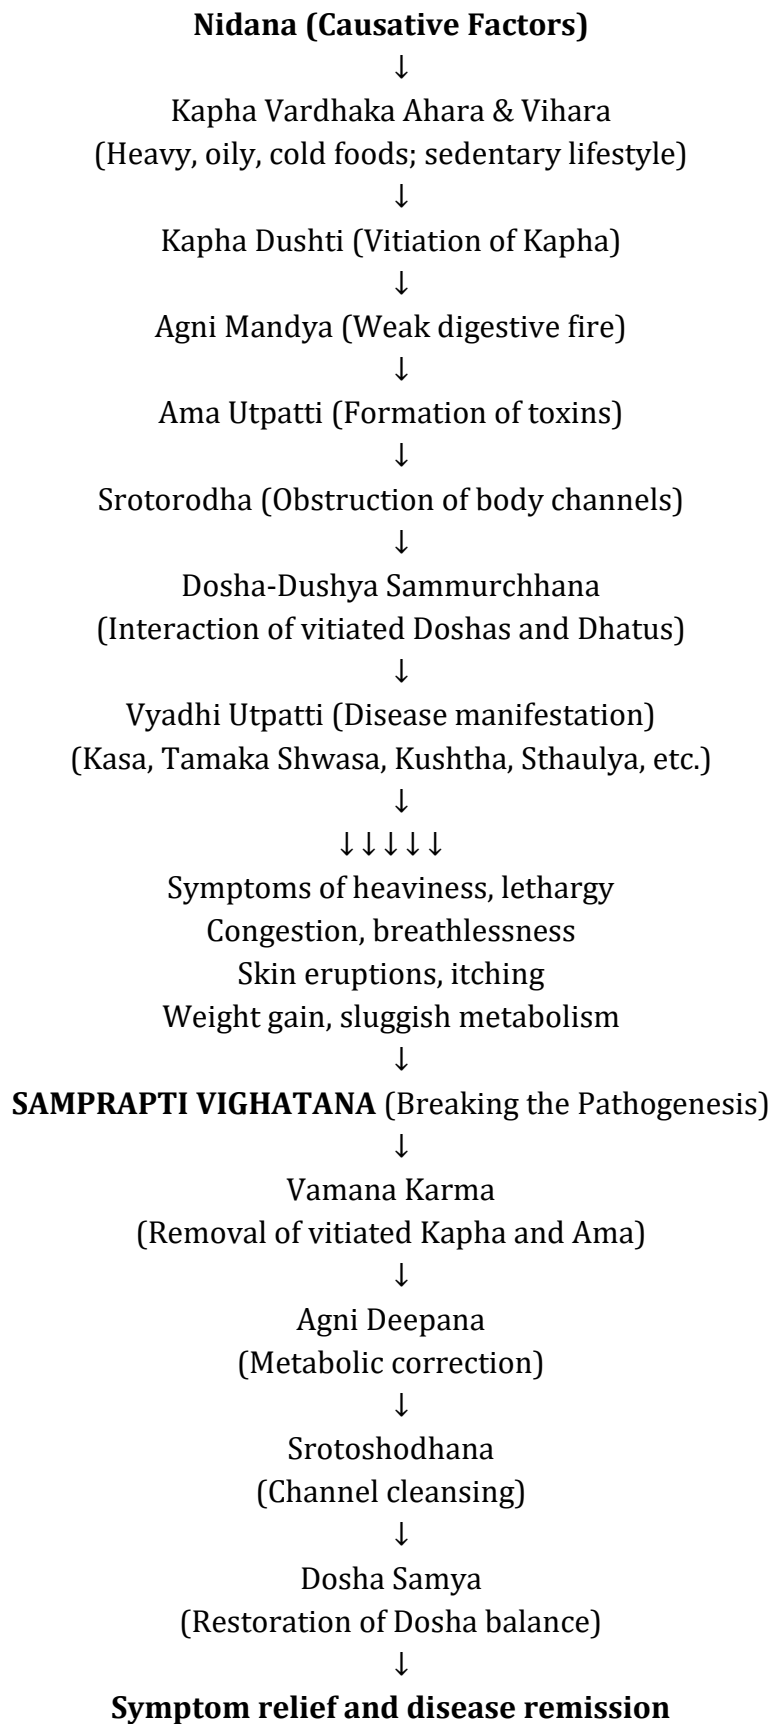 Nidana (Causative Factors)
↓
Kapha Vardhaka Ahara & Vihara
(Heavy, oily, cold foods; sedentary lifestyle)
↓
Kapha Dushti (Vitiation of Kapha)
↓
Agni Mandya (Weak digestive fire)
↓
Ama Utpatti (Formation of toxins)
↓
Srotorodha (Obstruction of body channels)
↓
Dosha-Dushya Sammurchhana
(Interaction of vitiated Doshas and Dhatus)
↓
Vyadhi Utpatti (Disease manifestation)
(Kasa, Tamaka Shwasa, Kushtha, Sthaulya, etc.)
↓
↓↓↓↓↓
Symptoms of heaviness, lethargy
Congestion, breathlessness
Skin eruptions, itching
Weight gain, sluggish metabolism
↓
SAMPRAPTI VIGHATANA (Breaking the Pathogenesis)
↓
Vamana Karma
(Removal of vitiated Kapha and Ama)
↓
Agni Deepana
(Metabolic correction)
↓
Srotoshodhana
(Channel cleansing)
↓
Dosha Samya
(Restoration of Dosha balance)
↓
Symptom relief and disease remission